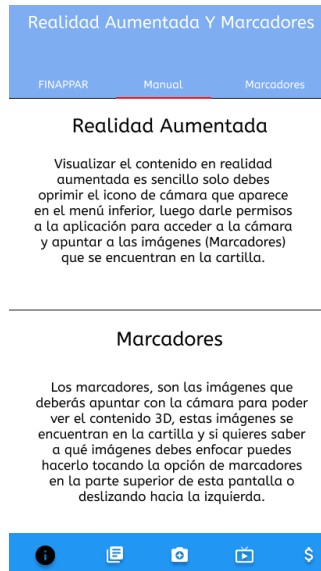 Realidad Aumentada Y Marcadores
FINAPPAR
Manual
Marcadores
Realidad Aumentada
Visualizar el contenido en realidad
aumentada es sencillo solo debes
oprimir el icono de cámara que aparece
en el menú inferior, luego darle permisos
a la aplicación para acceder a la cámara
y apuntar a las imágenes (Marcadores)
que se encuentran en la cartilla.
Marcadores
Los marcadores, son las imágenes que
deberás apuntar con la cámara para poder
ver el contenido 3D, estas imágenes se
encuentran en la cartilla y si quieres saber
a qué imágenes debes enfocar puedes
hacerlo tocando la opción de marcadores
en la parte superior de esta pantalla o
deslizando hacia la izquierda.